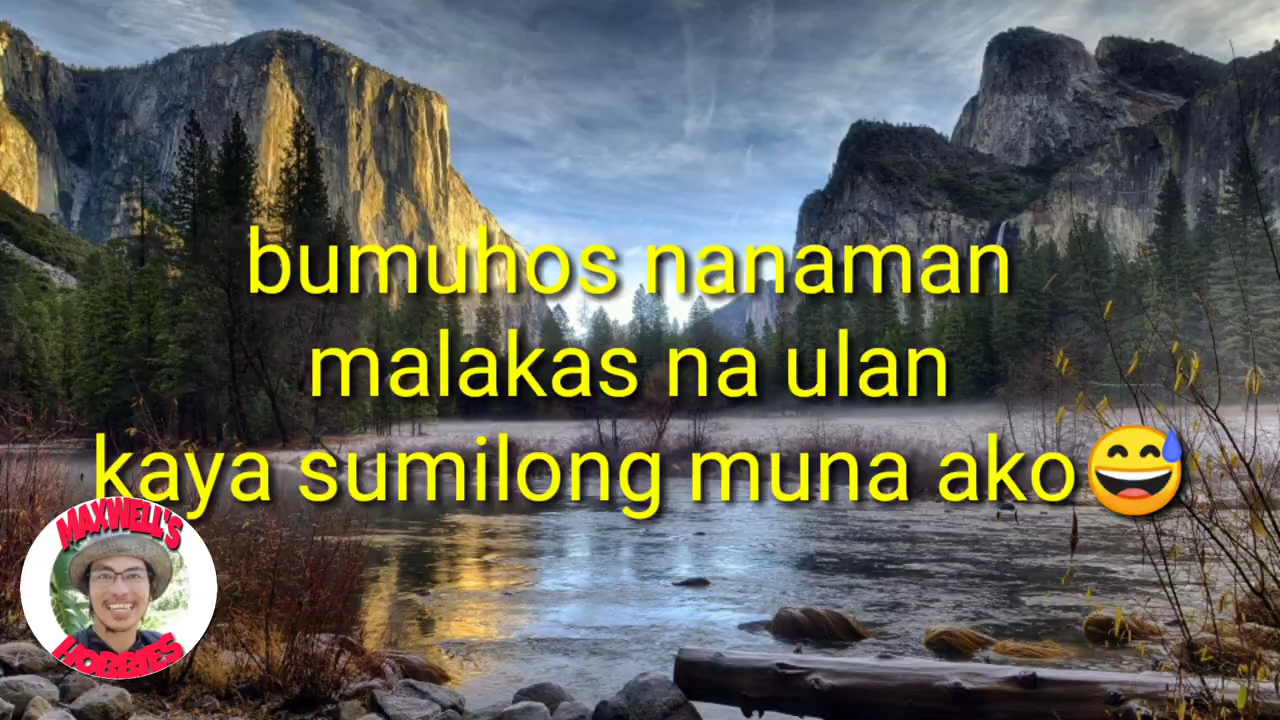 bumuhos nanaman
malakas na ulan
kaya sumilong muna ako😅
MAXWELL'S
HOBBIES